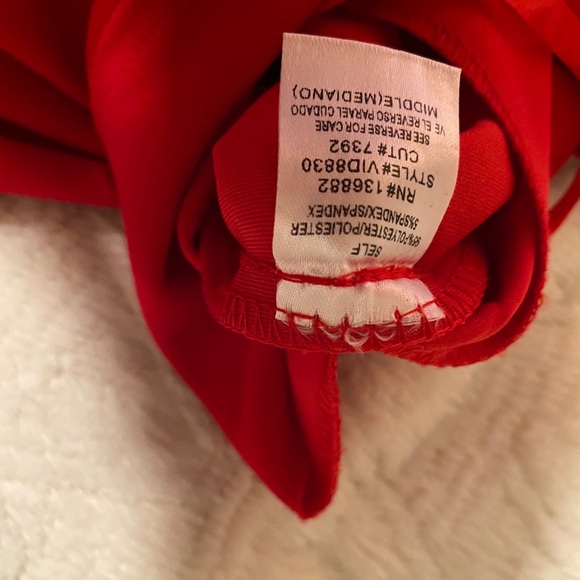 SELF
95%POLYESTER/POLIESTER
5%SPANDEX/SPANDEX
RN# 136882
STYLE#VID8830
CUT# 7392
SEE REVERSE FOR CARE
VE EL REVERSO PARAEL CUDADO
MIDDLE(MEDIANO)